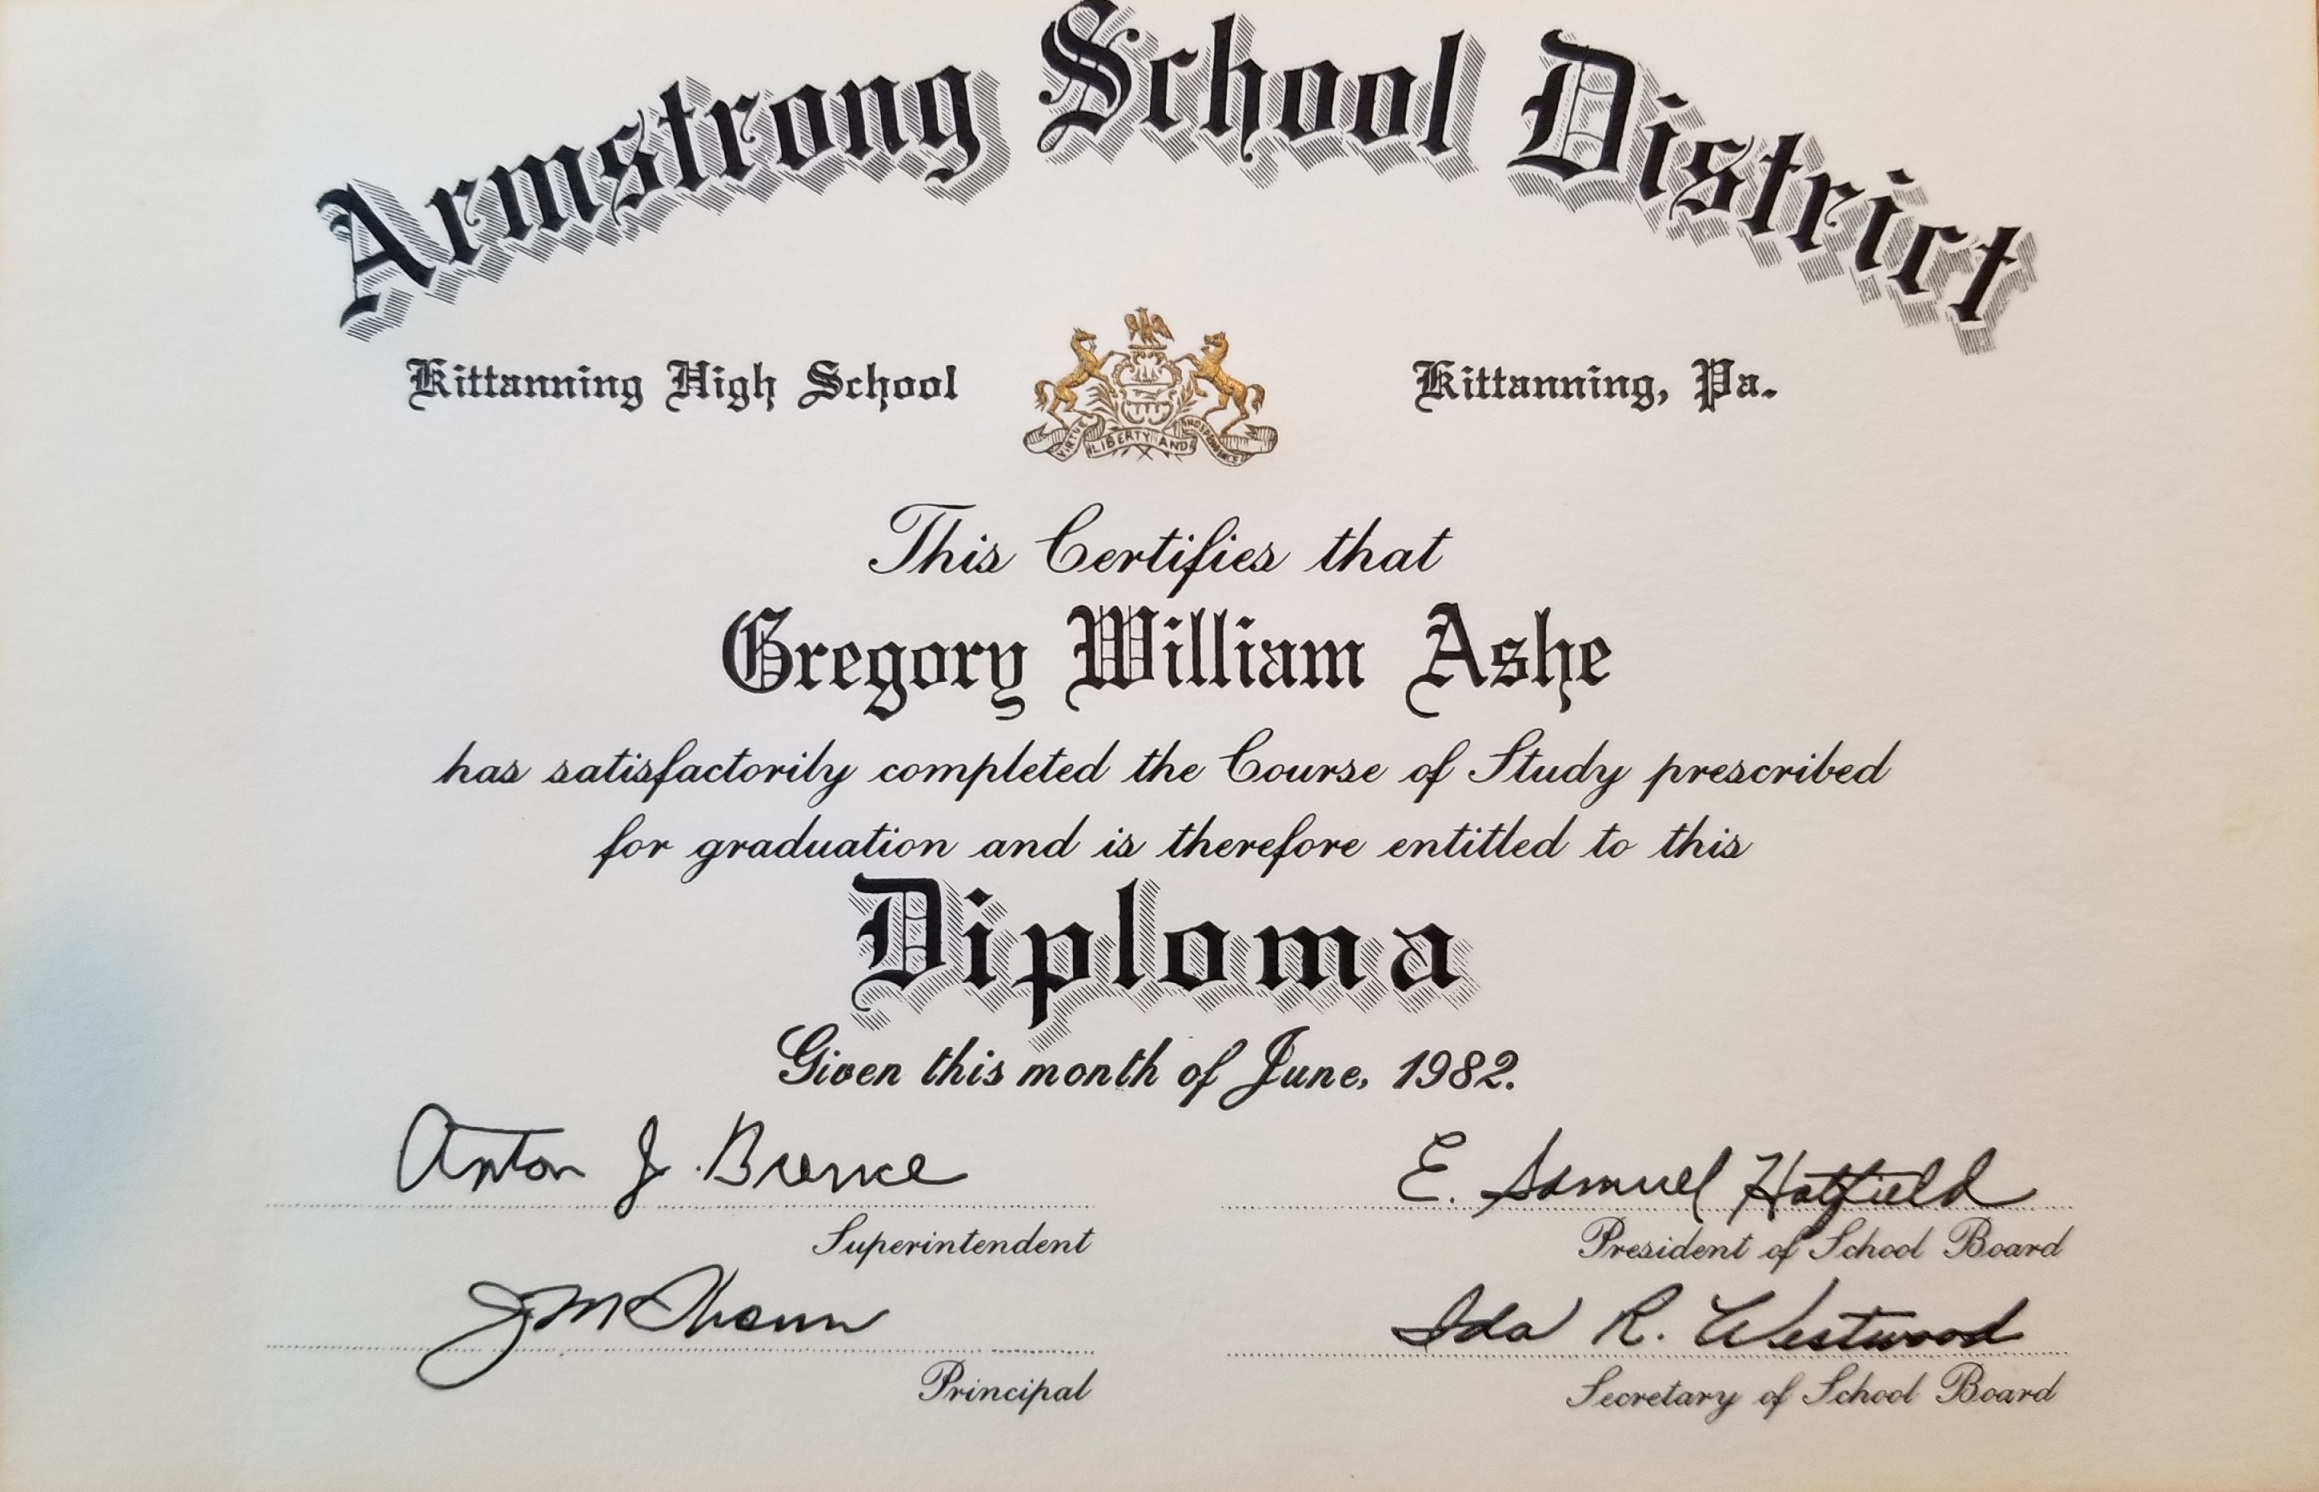 Armstrong School District
Kittanning High School
Kittanning, Pa.
VIRTUE LIBERTY AND INDEPENDENCE
This Certifies that
Gregory William Ashe
has satisfactorily completed the Course of Study prescribed
for graduation and is therefore entitled to this
Diploma
Given this month of June, 1982.
Anton J.
E. Samuel Hatfield
Superintendent
President of School Board
Ida R. Westwood
Principal
Secretary of School Board